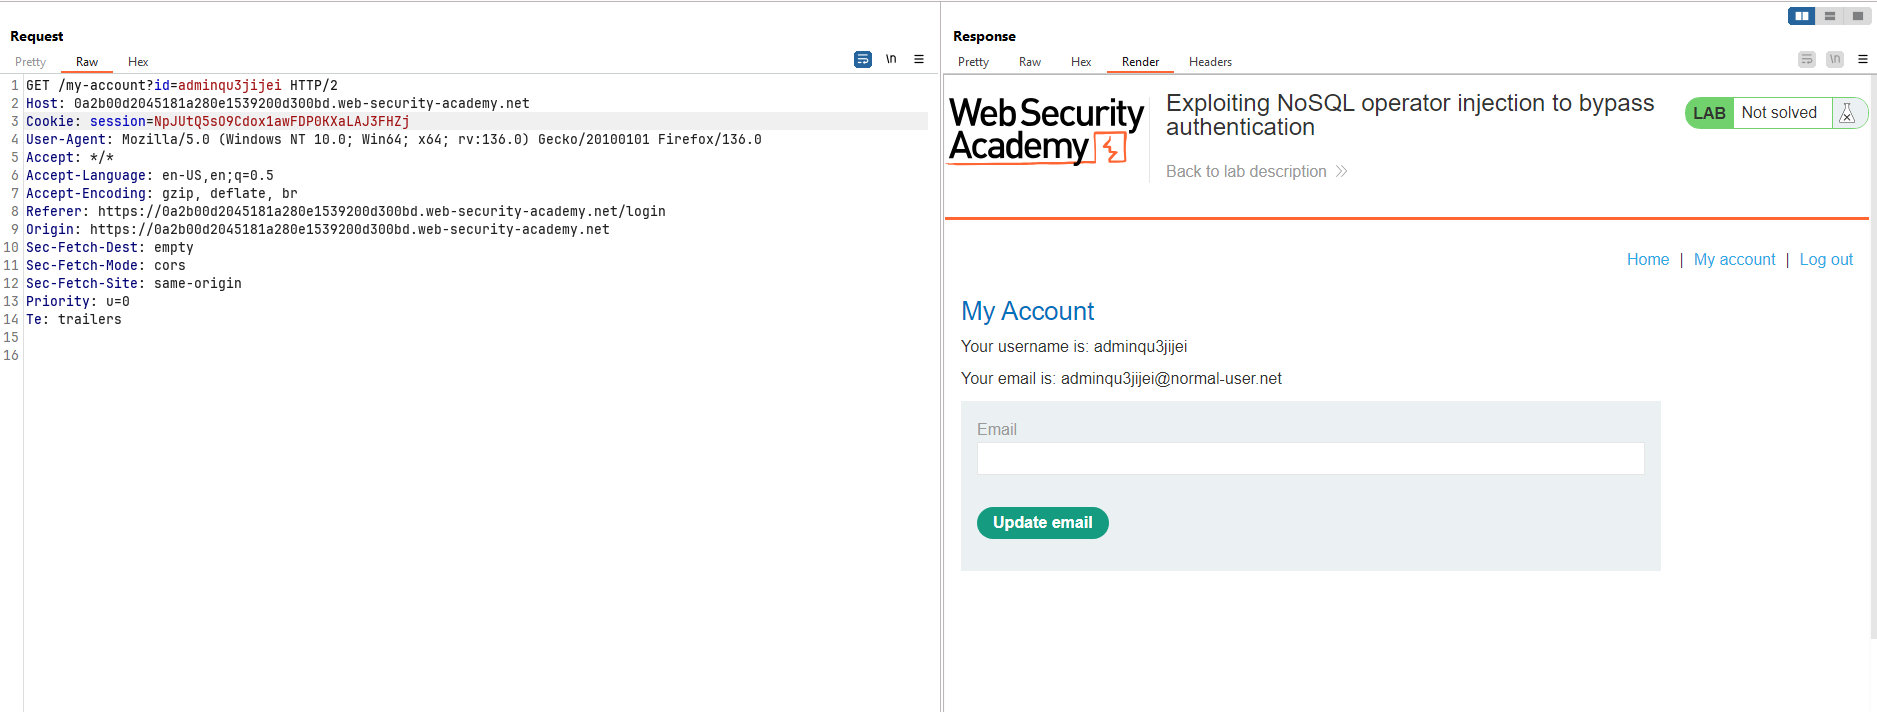 Request
Pretty Raw Hex
\n
1 GET /my-account?id=adminqu3jijei HTTP/2
2 Host: 0a2b00d2045181a280e1539200d300bd.web-security-academy.net
3 Cookie: session=NpJUtQ5sO9Cdox1awFDP0KXaLAJ3FHZj
4 User-Agent: Mozilla/5.0 (Windows NT 10.0; Win64; x64; rv:136.0) Gecko/20100101 Firefox/136.0
5 Accept: */*
6 Accept-Language: en-US,en;q=0.5
7 Accept-Encoding: gzip, deflate, br
8 Referer: https://0a2b00d2045181a280e1539200d300bd.web-security-academy.net/login
9 Origin: https://0a2b00d2045181a280e1539200d300bd.web-security-academy.net
10 Sec-Fetch-Dest: empty
11 Sec-Fetch-Mode: cors
12 Sec-Fetch-Site: same-origin
13 Priority: u=0
14 Te: trailers
15
16
Response
Pretty Raw Hex Render Headers
\n
WebSecurity
Academy
Exploiting NoSQL operator injection to bypass
authentication
Back to lab description
LAB Not solved
Home | My account | Log out
My Account
Your username is: adminqu3jijei
Your email is: adminqu3jijei@normal-user.net
Email
Update email